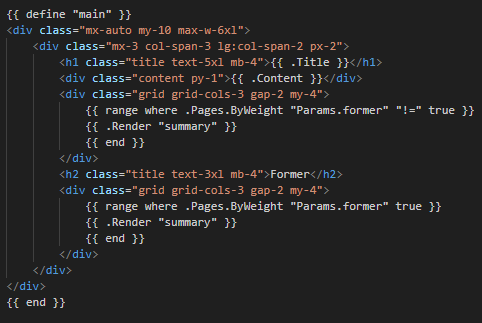 {{ define "main" }}
<div class="mx-auto my-10 max-w-6xl">
    <div class="mx-3 col-span-3 lg:col-span-2 px-2">
        <h1 class="title text-5xl mb-4">{{ .Title }}</h1>
        <div class="content py-1">{{ .Content }}</div>
        <div class="grid grid-cols-3 gap-2 my-4">
            {{ range where .Pages.ByWeight "Params.former" "!=" true }}
            {{ .Render "summary" }}
            {{ end }}
        </div>
        <h2 class="title text-3xl mb-4">Former</h2>
        <div class="grid grid-cols-3 gap-2 my-4">
            {{ range where .Pages.ByWeight "Params.former" true }}
            {{ .Render "summary" }}
            {{ end }}
        </div>
    </div>
</div>
{{ end }}